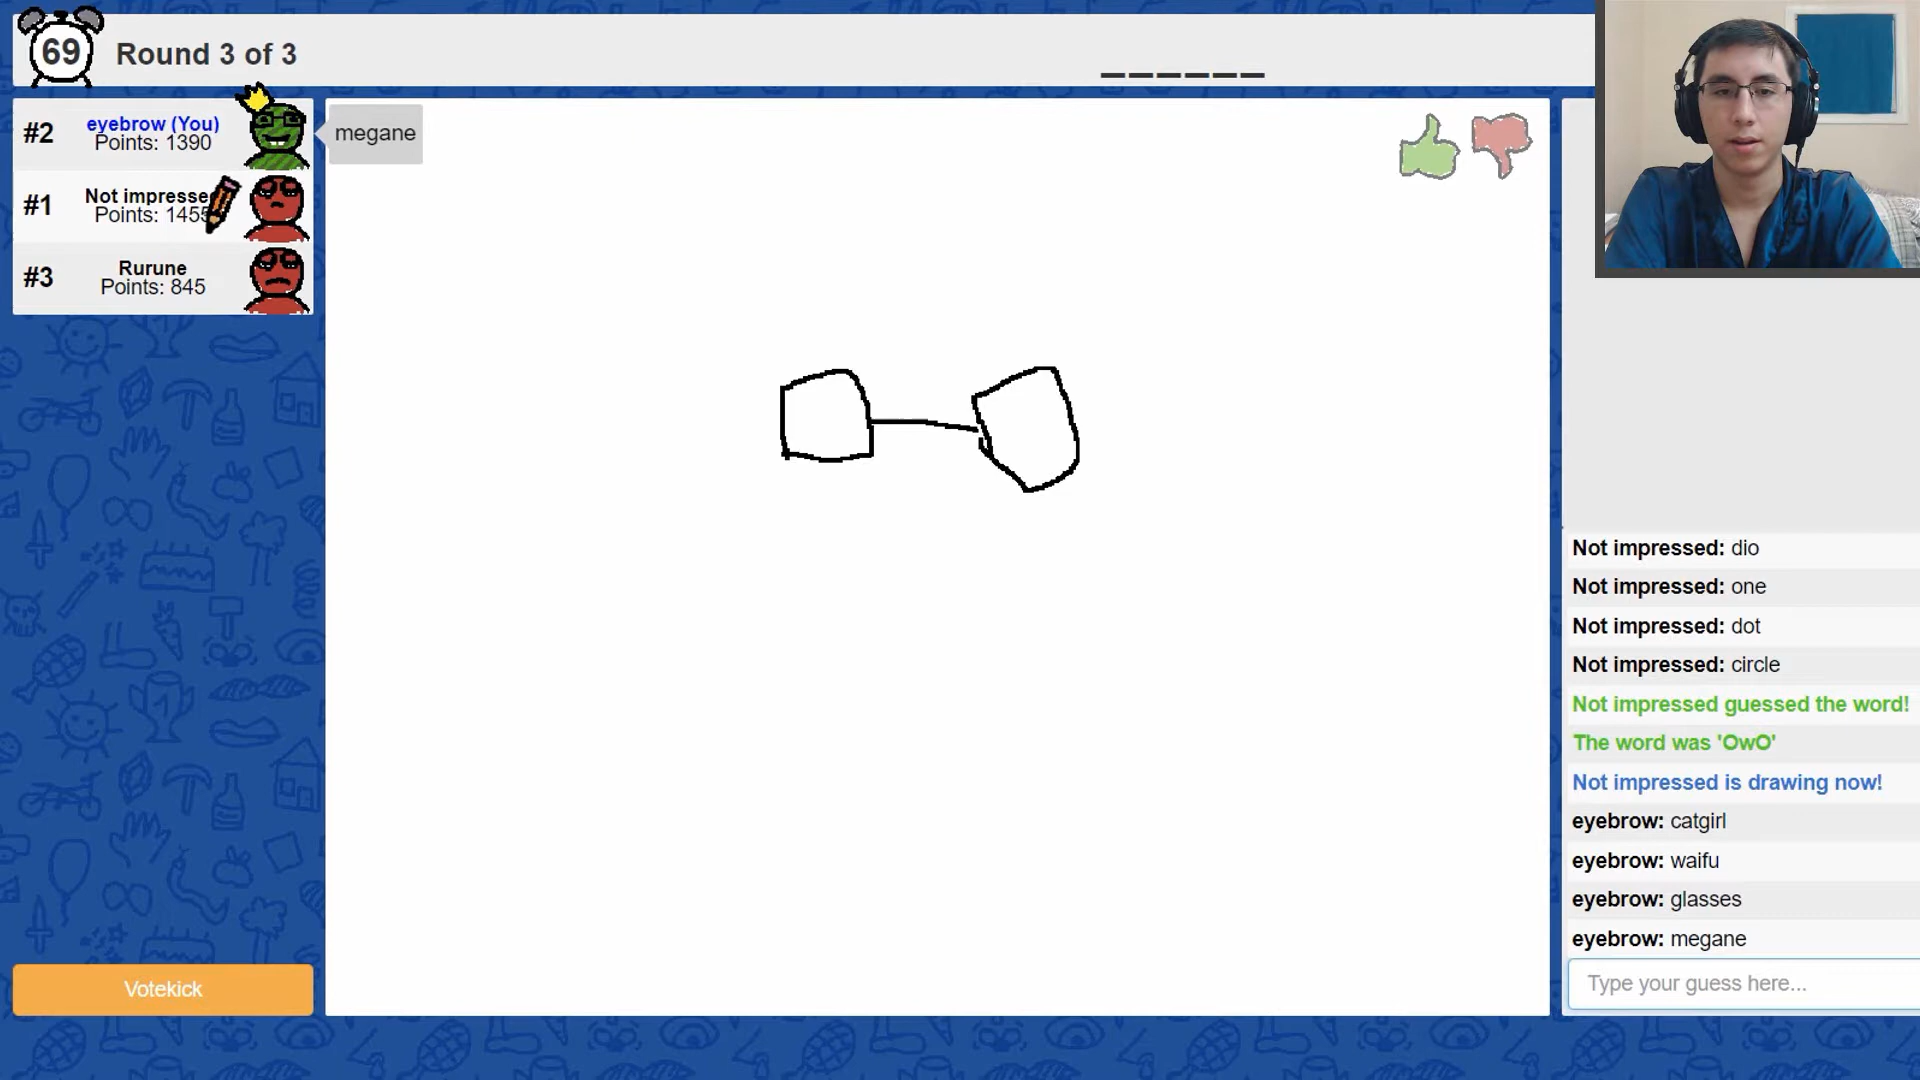 69
Round 3 of 3
______
#2
eyebrow (You)
Points: 1390
megane
#1
Not impresse
Points: 1455
#3
Rurune
Points: 845
Not impressed: dio
Not impressed: one
Not impressed: dot
Not impressed: circle
Not impressed guessed the word!
The word was 'OwO'
Not impressed is drawing now!
eyebrow: catgirl
eyebrow: waifu
eyebrow: glasses
eyebrow: megane
Type your guess here...
Votekick